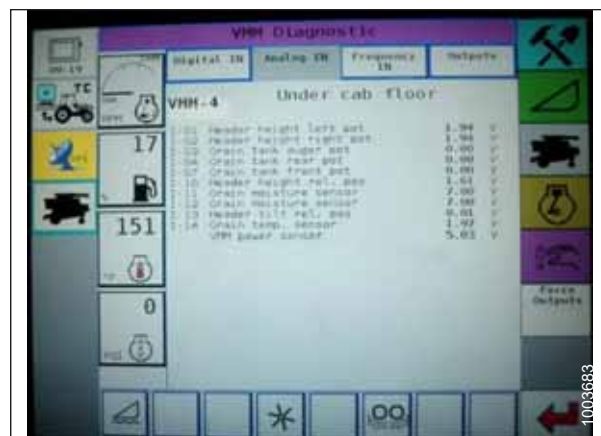 VMM Diagnostic
Digital IN
Analog IN
Frequency IN
Outputs
TC
VMM-4
Under cab floor
Header height left pot 1.94 V
Header height right pot 1.94 V
Grain tank auger pot 0.00 V
Grain tank rear pot 0.00 V
Grain tank front pot 0.00 V
Header height rel. pos 1.61 V
Grain moisture sensor 7.00 V
Grain moisture sensor 7.00 V
Header tilt rel. pos 0.01 V
Grain temp. sensor V
VMM power sensor 5.03 V
17
151
0
Force
Outputs
1003683